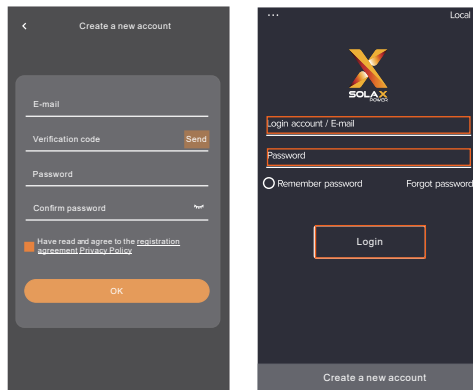 Create a new account
E-mail
Verification code Send
Password
Confirm password
Have read and agree to the registration
agreement Privacy Policy
OK
Local
SOLAX
POWER
Login account / E-mail
Password
Remember password Forgot password
Login
Create a new account